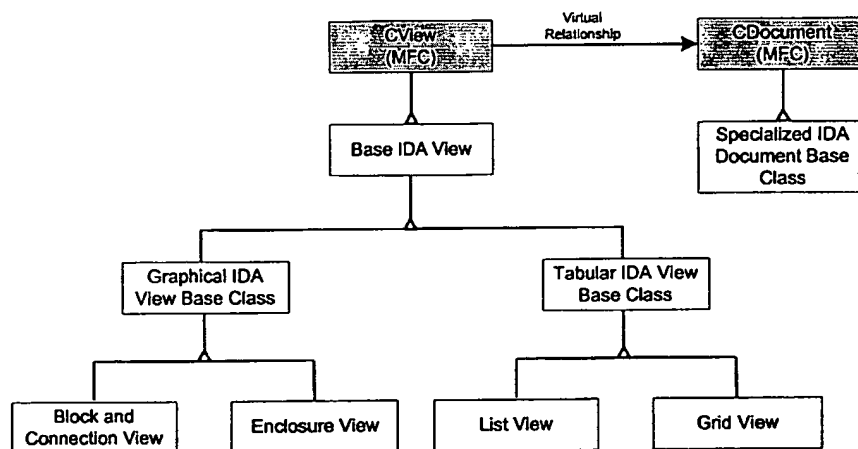 CView
(MFC)
Virtual
Relationship
CDocument
(MFC)
Base IDA View
Specialized IDA
Document Base
Class
Graphical IDA
View Base Class
Tabular IDA View
Base Class
Block and
Connection View
Enclosure View
List View
Grid View